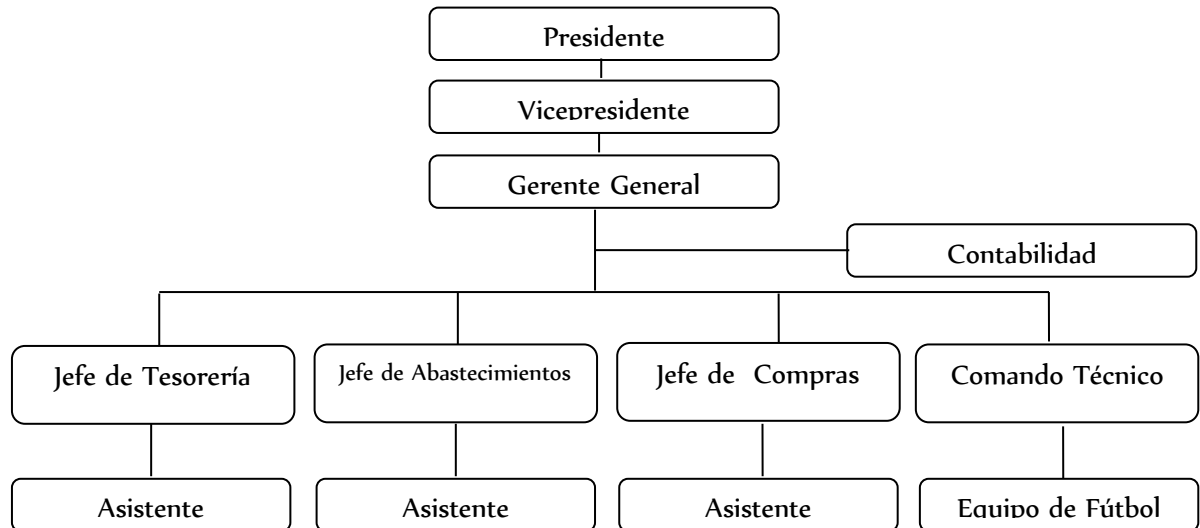 Presidente
Vicepresidente
Gerente General
Contabilidad
Jefe de Tesorería
Jefe de Abastecimientos
Jefe de Compras
Comando Técnico
Asistente
Asistente
Asistente
Equipo de Fútbol